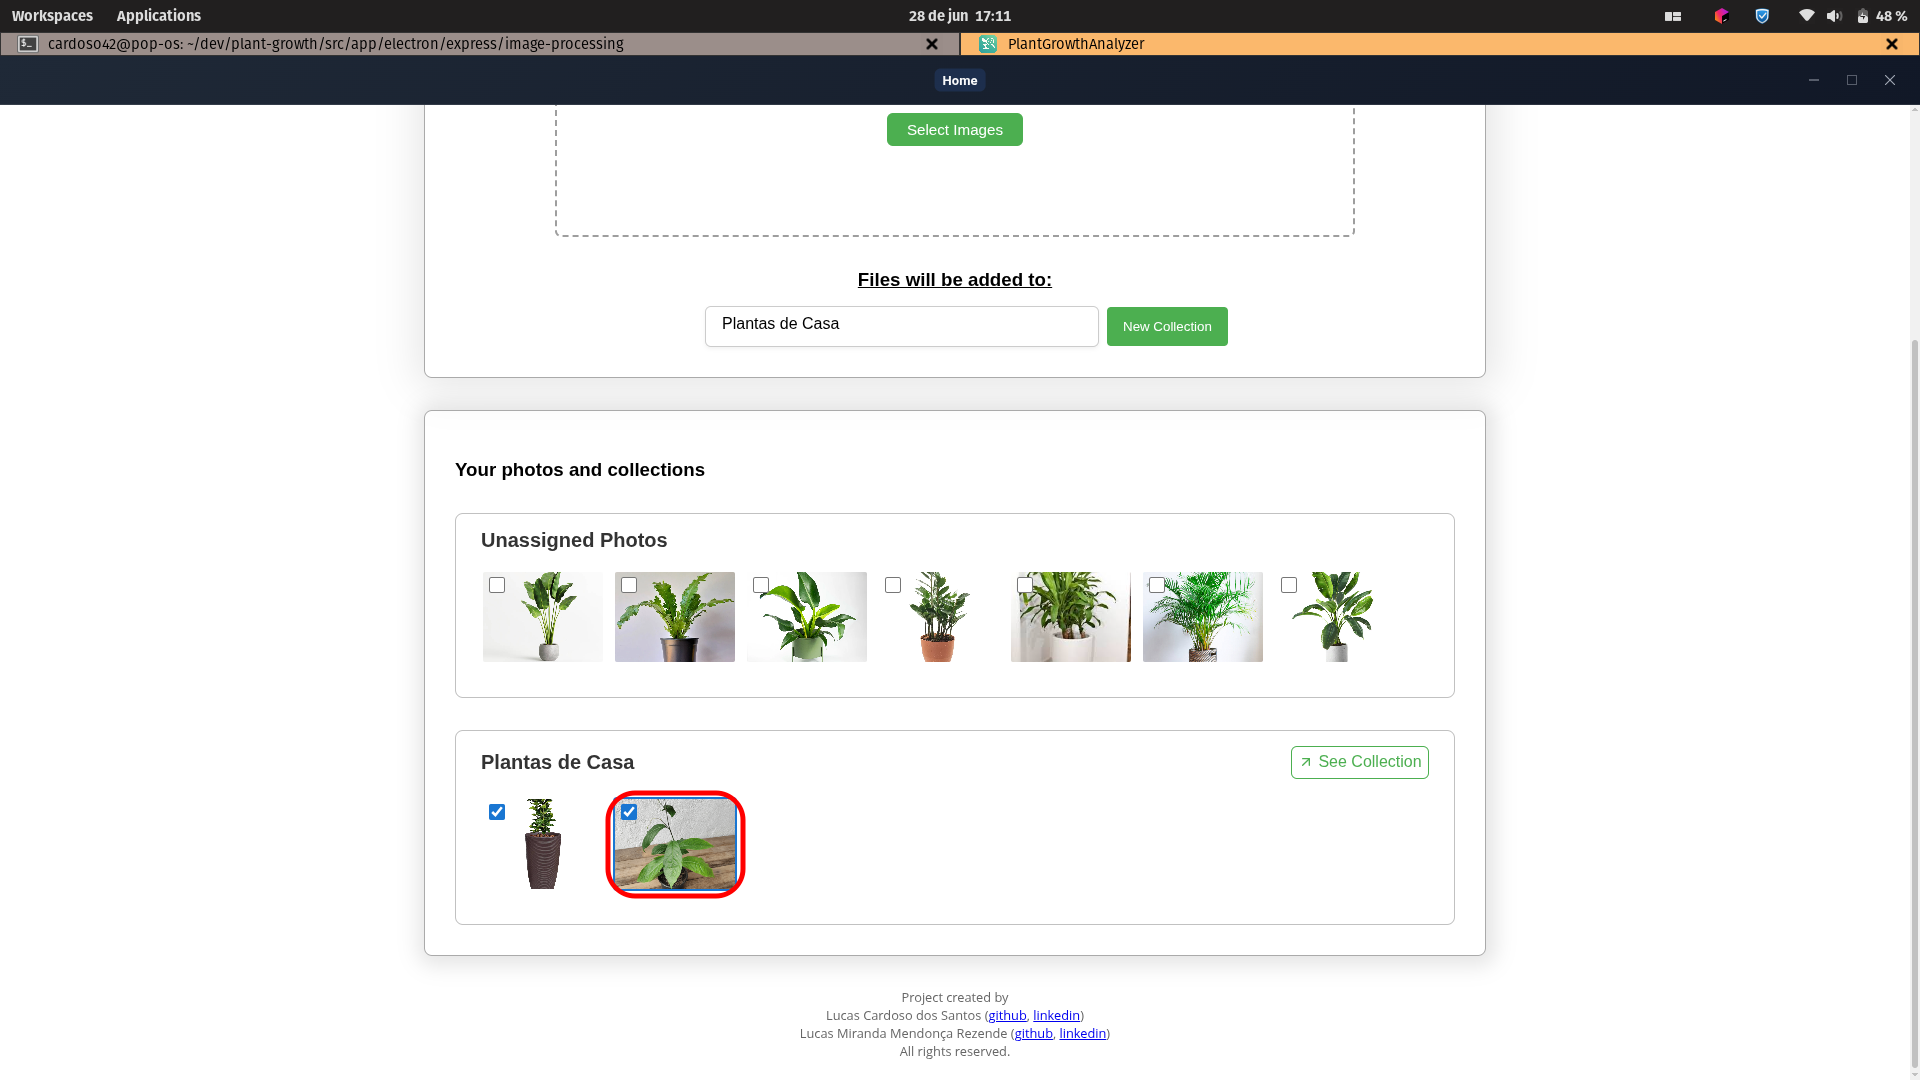 Workspaces Applications 28 de jun 17:11 48 %
cardoso42@pop-os: ~/dev/plant-growth/src/app/electron/express/image-processing PlantGrowthAnalyzer
Home
Select Images
Files will be added to:
Plantas de Casa New Collection
Your photos and collections
Unassigned Photos
Plantas de Casa See Collection
Project created by
Lucas Cardoso dos Santos (github, linkedin)
Lucas Miranda Mendonça Rezende (github, linkedin)
All rights reserved.